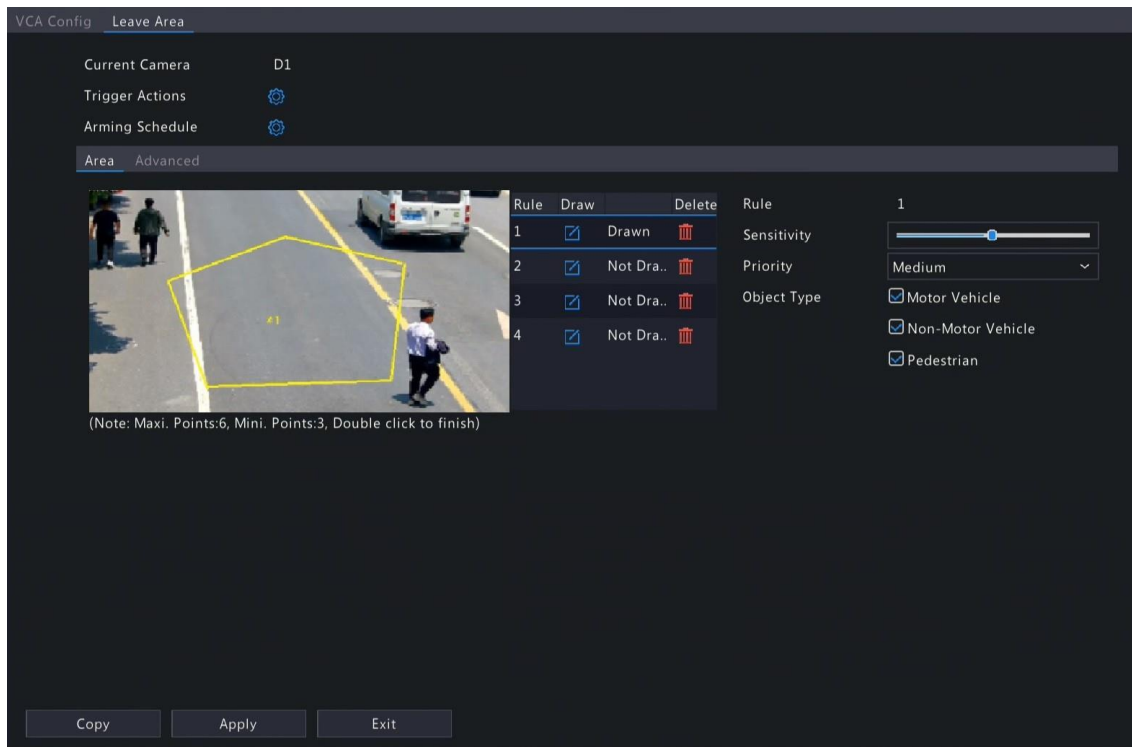 VCA Config Leave Area
Current Camera D1
Trigger Actions
Arming Schedule
Area Advanced
Rule Draw Delete
1 Drawn
2 Not Dra..
3 Not Dra..
4 Not Dra..
(Note: Maxi. Points:6, Mini. Points:3, Double click to finish)
Rule 1
Sensitivity
Priority Medium
Object Type Motor Vehicle
Non-Motor Vehicle
Pedestrian
Copy Apply Exit